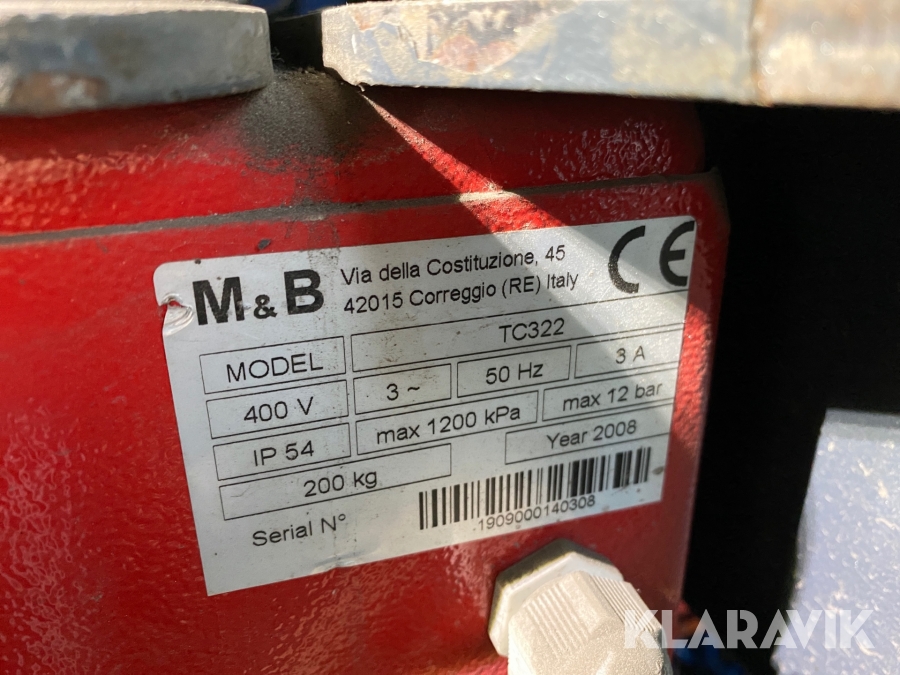 M & B
Via della Costituzione, 45
42015 Correggio (RE) Italy
CE
MODEL
TC322
400 V
3 ~
50 Hz
3 A
IP 54
max 1200 kPa
max 12 bar
200 kg
Year 2008
Serial N°
1909000140308
KLARAVIK